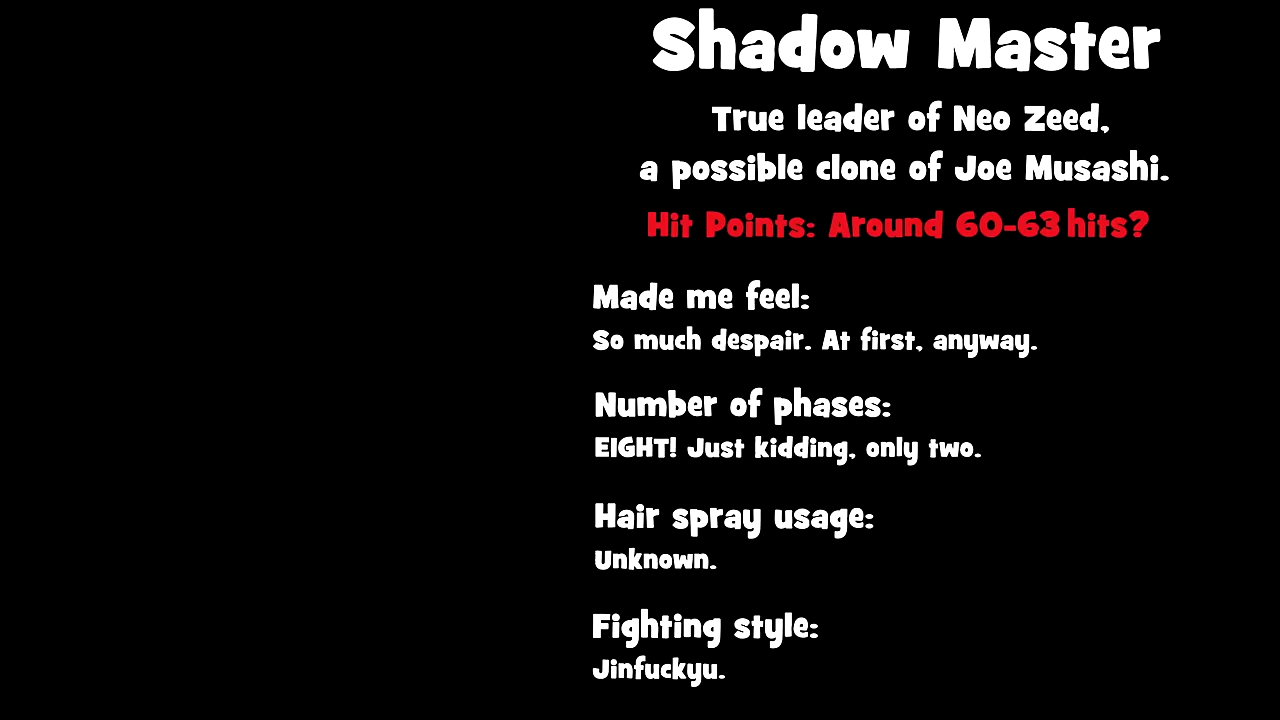 Shadow Master
True leader of Neo Zeed,
a possible clone of Joe Musashi.
Hit Points: Around 60-63 hits?
Made me feel:
So much despair. At first, anyway.
Number of phases:
EIGHT! Just kidding, only two.
Hair spray usage:
Unknown.
Fighting style:
Jinfuckyu.